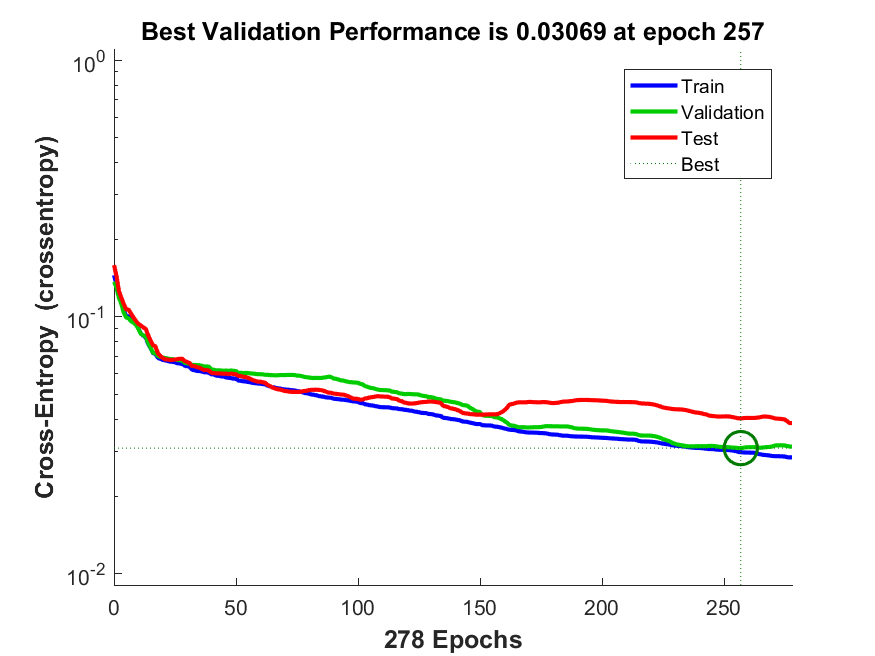 Best Validation Performance is 0.03069 at epoch 257
Cross-Entropy (crossentropy)
10^0
10^-1
10^-2
Train
Validation
Test
Best
0 50 100 150 200 250
278 Epochs